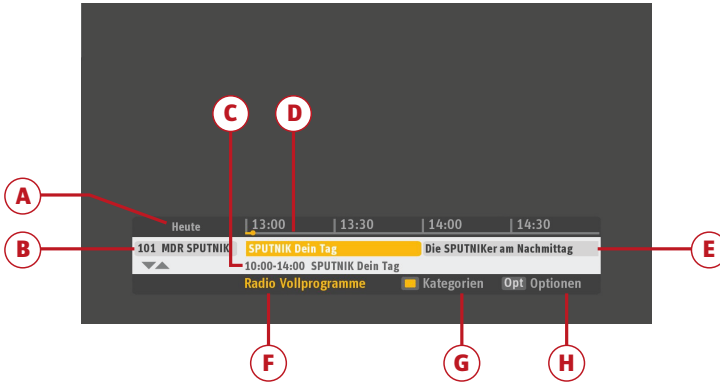 C D
A
Heute 13:00 13:30 14:00 14:30
B 101 MDR SPUTNIK SPUTNIK Dein Tag Die SPUTNIKer am Nachmittag E
10:00-14:00 SPUTNIK Dein Tag
Radio Vollprogramme Kategorien Opt Optionen
F G H